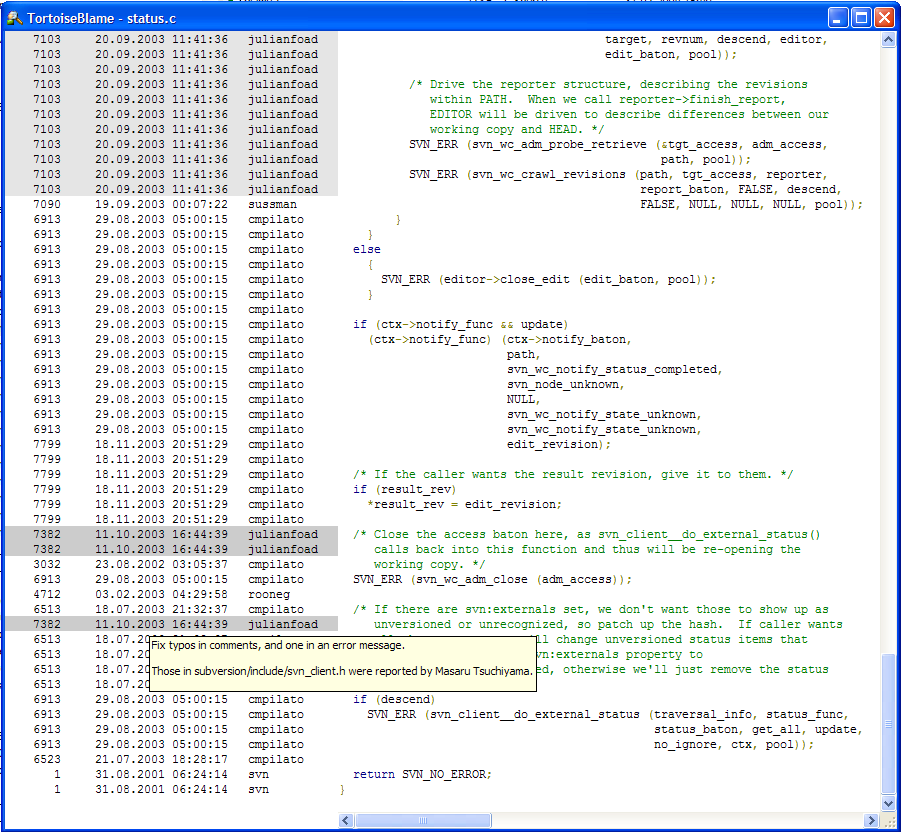 TortoiseBlame - status.c
7103 20.09.2003 11:41:36 julianfoad target, revnum, descend, editor,
7103 20.09.2003 11:41:36 julianfoad edit_baton, pool));
7103 20.09.2003 11:41:36 julianfoad
7103 20.09.2003 11:41:36 julianfoad /* Drive the reporter structure, describing the revisions
7103 20.09.2003 11:41:36 julianfoad within PATH. When we call reporter->finish_report,
7103 20.09.2003 11:41:36 julianfoad EDITOR will be driven to describe differences between our
7103 20.09.2003 11:41:36 julianfoad working copy and HEAD. */
7103 20.09.2003 11:41:36 julianfoad SVN_ERR (svn_wc_adm_probe_retrieve (&tgt_access, adm_access,
7103 20.09.2003 11:41:36 julianfoad path, pool));
7103 20.09.2003 11:41:36 julianfoad SVN_ERR (svn_wc_crawl_revisions (path, tgt_access, reporter,
7103 20.09.2003 11:41:36 julianfoad report_baton, FALSE, descend,
7090 19.09.2003 00:07:22 sussman FALSE, NULL, NULL, NULL, pool));
6913 29.08.2003 05:00:15 cmpilato }
6913 29.08.2003 05:00:15 cmpilato }
6913 29.08.2003 05:00:15 cmpilato else
6913 29.08.2003 05:00:15 cmpilato {
6913 29.08.2003 05:00:15 cmpilato SVN_ERR (editor->close_edit (edit_baton, pool));
6913 29.08.2003 05:00:15 cmpilato }
6913 29.08.2003 05:00:15 cmpilato
6913 29.08.2003 05:00:15 cmpilato if (ctx->notify_func && update)
6913 29.08.2003 05:00:15 cmpilato (ctx->notify_func) (ctx->notify_baton,
6913 29.08.2003 05:00:15 cmpilato path,
6913 29.08.2003 05:00:15 cmpilato svn_wc_notify_status_completed,
6913 29.08.2003 05:00:15 cmpilato svn_node_unknown,
6913 29.08.2003 05:00:15 cmpilato NULL,
6913 29.08.2003 05:00:15 cmpilato svn_wc_notify_state_unknown,
6913 29.08.2003 05:00:15 cmpilato svn_wc_notify_state_unknown,
7799 18.11.2003 20:51:29 cmpilato edit_revision);
7799 18.11.2003 20:51:29 cmpilato
7799 18.11.2003 20:51:29 cmpilato /* If the caller wants the result revision, give it to them. */
7799 18.11.2003 20:51:29 cmpilato if (result_rev)
7799 18.11.2003 20:51:29 cmpilato *result_rev = edit_revision;
7799 18.11.2003 20:51:29 cmpilato
7382 11.10.2003 16:44:39 julianfoad /* Close the access baton here, as svn_client__do_external_status()
7382 11.10.2003 16:44:39 julianfoad calls back into this function and thus will be re-opening the
3032 23.08.2002 03:05:37 cmpilato working copy. */
6913 29.08.2003 05:00:15 cmpilato SVN_ERR (svn_wc_adm_close (adm_access));
4712 03.02.2003 04:29:58 rooneg
6513 18.07.2003 21:32:37 cmpilato /* If there are svn:externals set, we don't want those to show up as
7382 11.10.2003 16:44:39 julianfoad unversioned or unrecognized, so patch up the hash. If caller wants
6513 18.07.20 ll change unversioned status items that
6513 18.07.20 n:externals property to
6513 18.07.20 ed, otherwise we'll just remove the status
6513 18.07.20
Fix typos in comments, and one in an error message.
Those in subversion/include/svn_client.h were reported by Masaru Tsuchiyama.
6913 29.08.2003 05:00:15 cmpilato if (descend)
6913 29.08.2003 05:00:15 cmpilato SVN_ERR (svn_client__do_external_status (traversal_info, status_func,
6913 29.08.2003 05:00:15 cmpilato status_baton, get_all, update,
6913 29.08.2003 05:00:15 cmpilato no_ignore, ctx, pool));
6523 21.07.2003 18:28:17 cmpilato
1 31.08.2001 06:24:14 svn return SVN_NO_ERROR;
1 31.08.2001 06:24:14 svn }